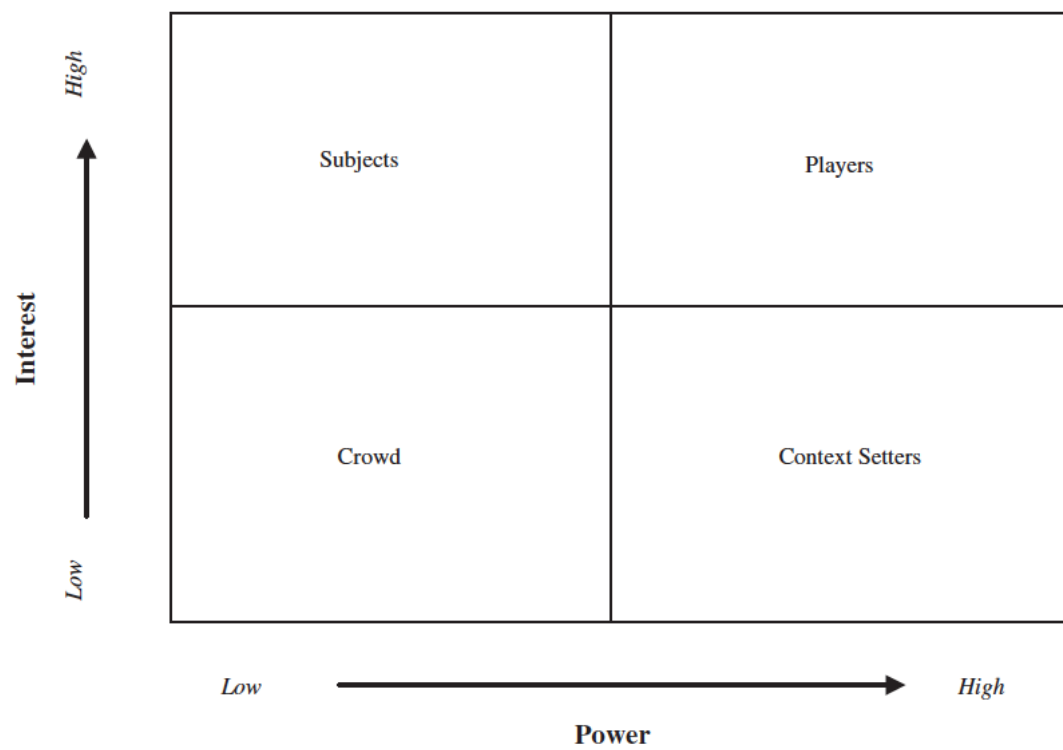 High
Subjects
Players
Interest
Crowd
Context Setters
Low
Low
High
Power